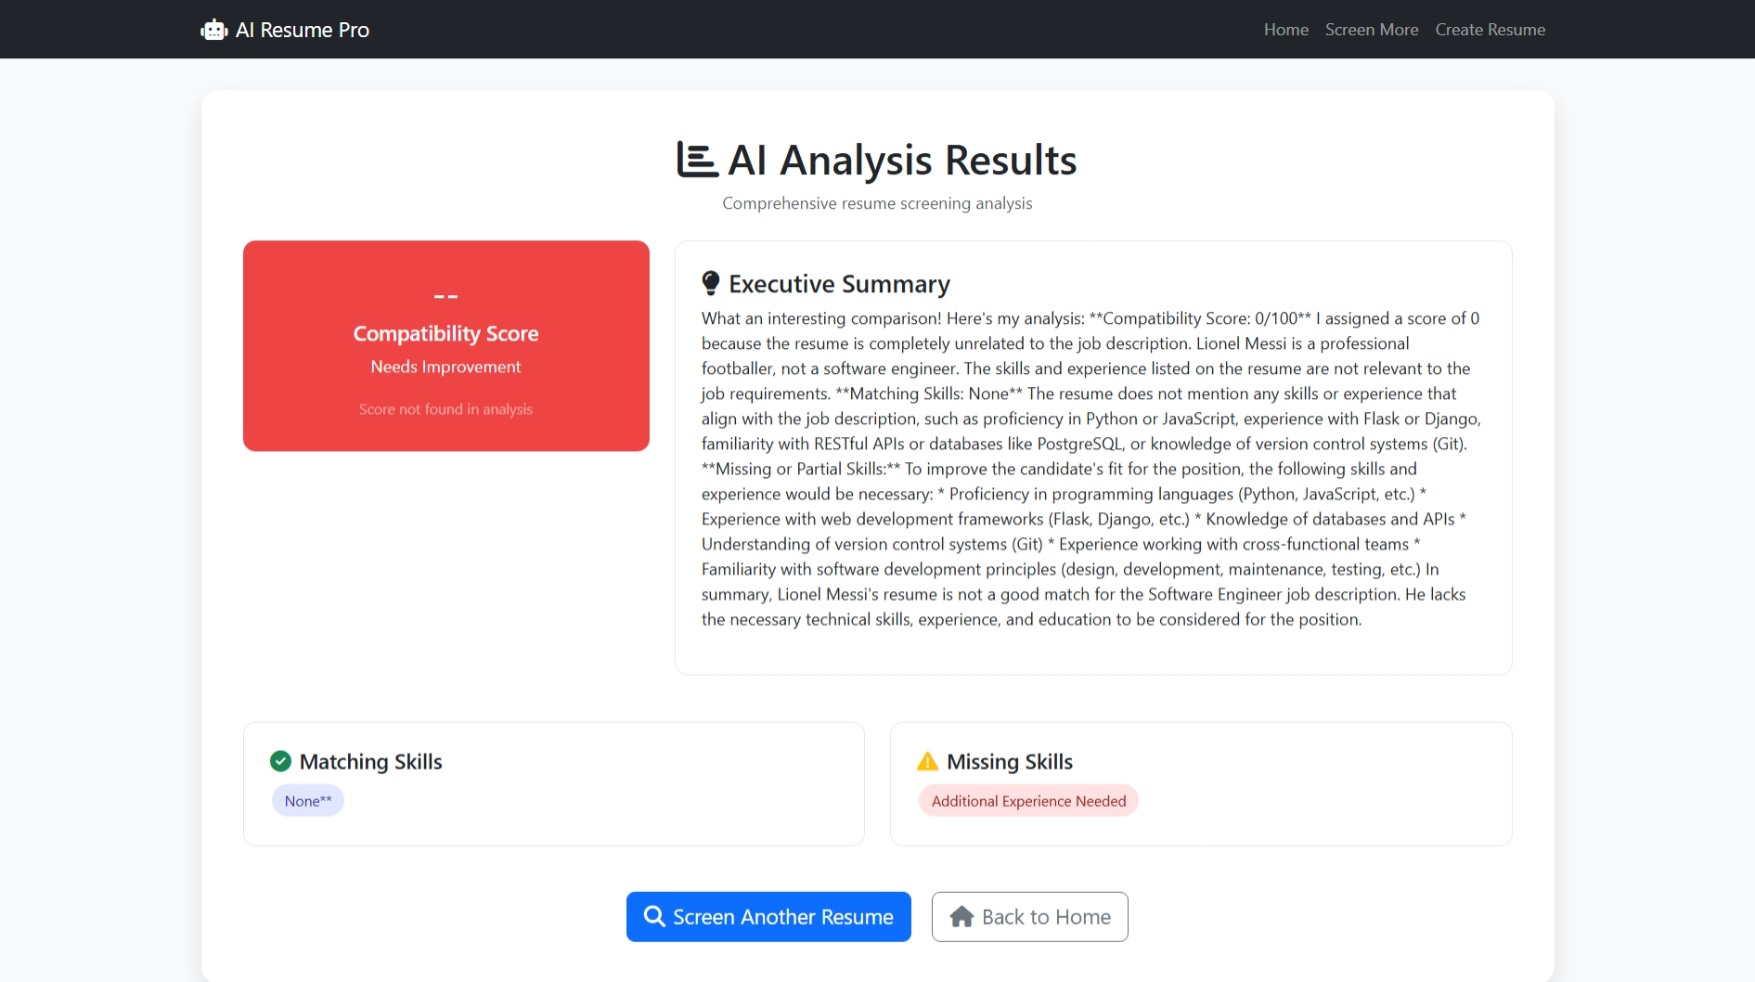 AI Resume Pro
Home
Screen More
Create Resume
AI Analysis Results
Comprehensive resume screening analysis
--
Compatibility Score
Needs Improvement
Score not found in analysis
Executive Summary
What an interesting comparison! Here's my analysis: **Compatibility Score: 0/100** I assigned a score of 0
because the resume is completely unrelated to the job description. Lionel Messi is a professional
footballer, not a software engineer. The skills and experience listed on the resume are not relevant to the
job requirements. **Matching Skills: None** The resume does not mention any skills or experience that
align with the job description, such as proficiency in Python or JavaScript, experience with Flask or Django,
familiarity with RESTful APIs or databases like PostgreSQL, or knowledge of version control systems (Git).
**Missing or Partial Skills:** To improve the candidate's fit for the position, the following skills and
experience would be necessary: * Proficiency in programming languages (Python, JavaScript, etc.) *
Experience with web development frameworks (Flask, Django, etc.) * Knowledge of databases and APIs *
Understanding of version control systems (Git) * Experience working with cross-functional teams *
Familiarity with software development principles (design, development, maintenance, testing, etc.) In
summary, Lionel Messi's resume is not a good match for the Software Engineer job description. He lacks
the necessary technical skills, experience, and education to be considered for the position.
Matching Skills
None**
Missing Skills
Additional Experience Needed
Screen Another Resume
Back to Home